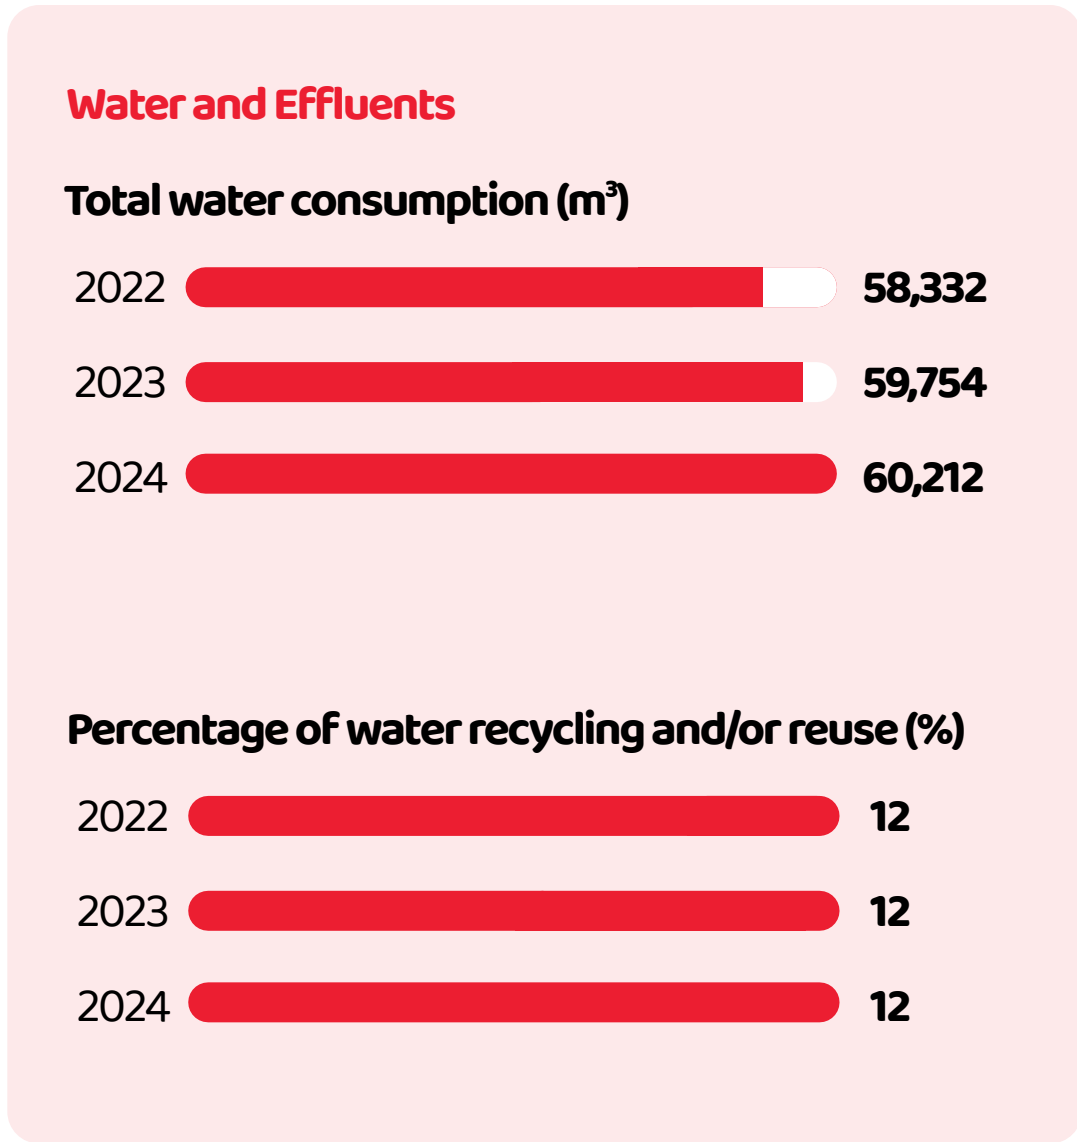 Water and Effluents
Total water consumption (m³)
2022 58,332
2023 59,754
2024 60,212
Percentage of water recycling and/or reuse (%)
2022 12
2023 12
2024 12